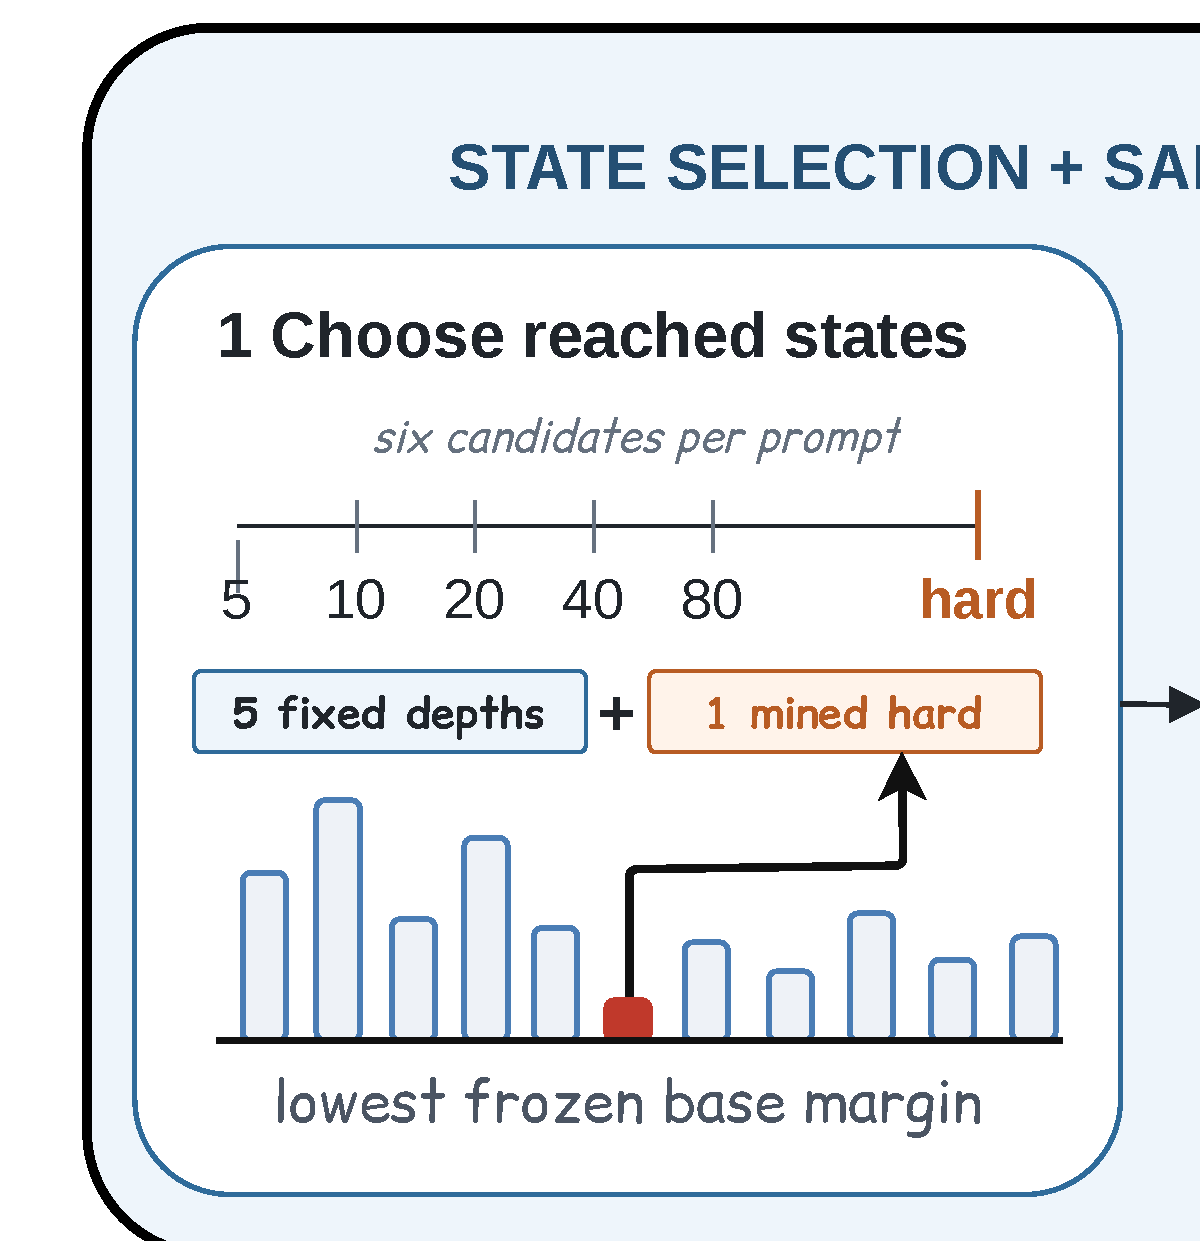 STATE SELECTION + SA
1 Choose reached states
six candidates per prompt
5 10 20 40 80 hard
5 fixed depths + 1 mined hard
lowest frozen base margin